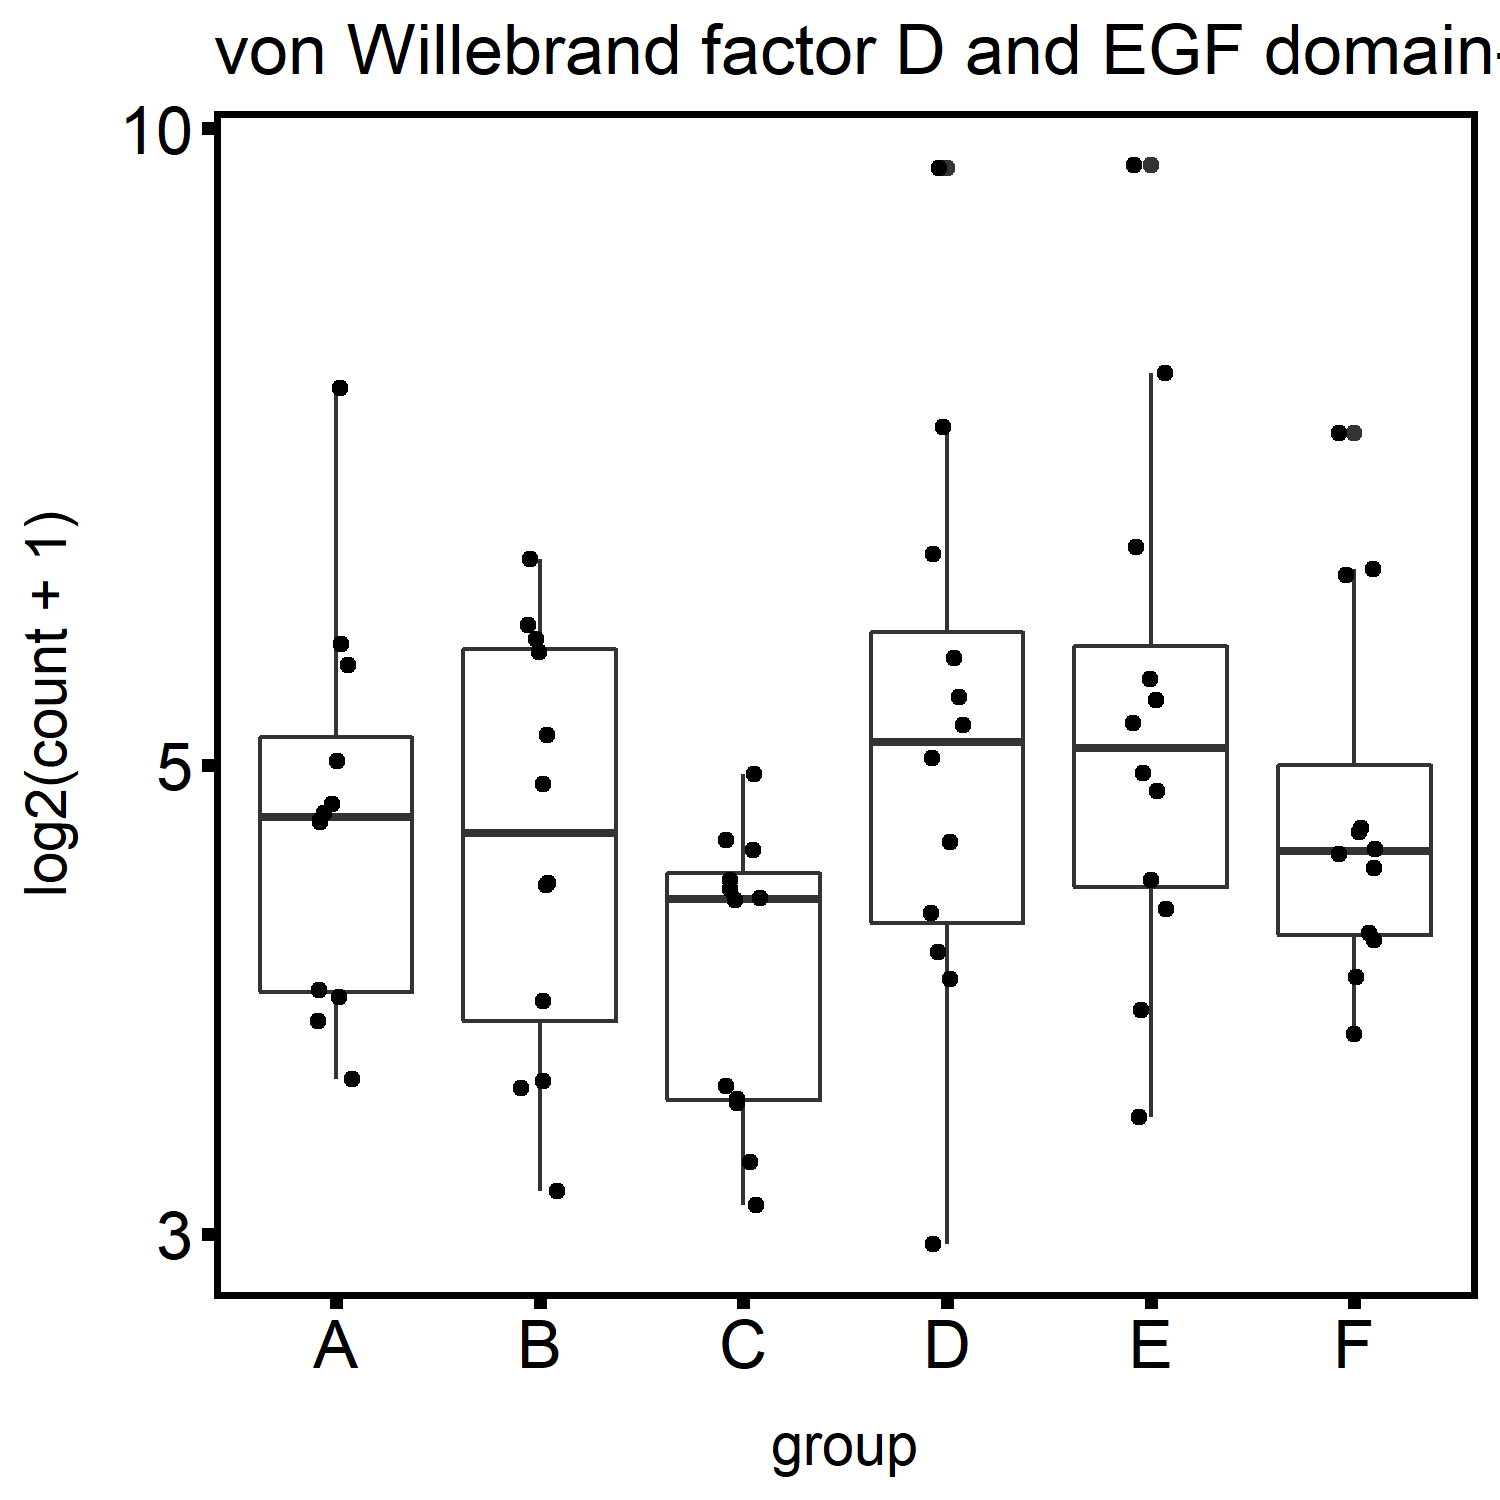 von Willebrand factor D and EGF domain-
10
5
3
log2(count + 1)
A B C D E F
group